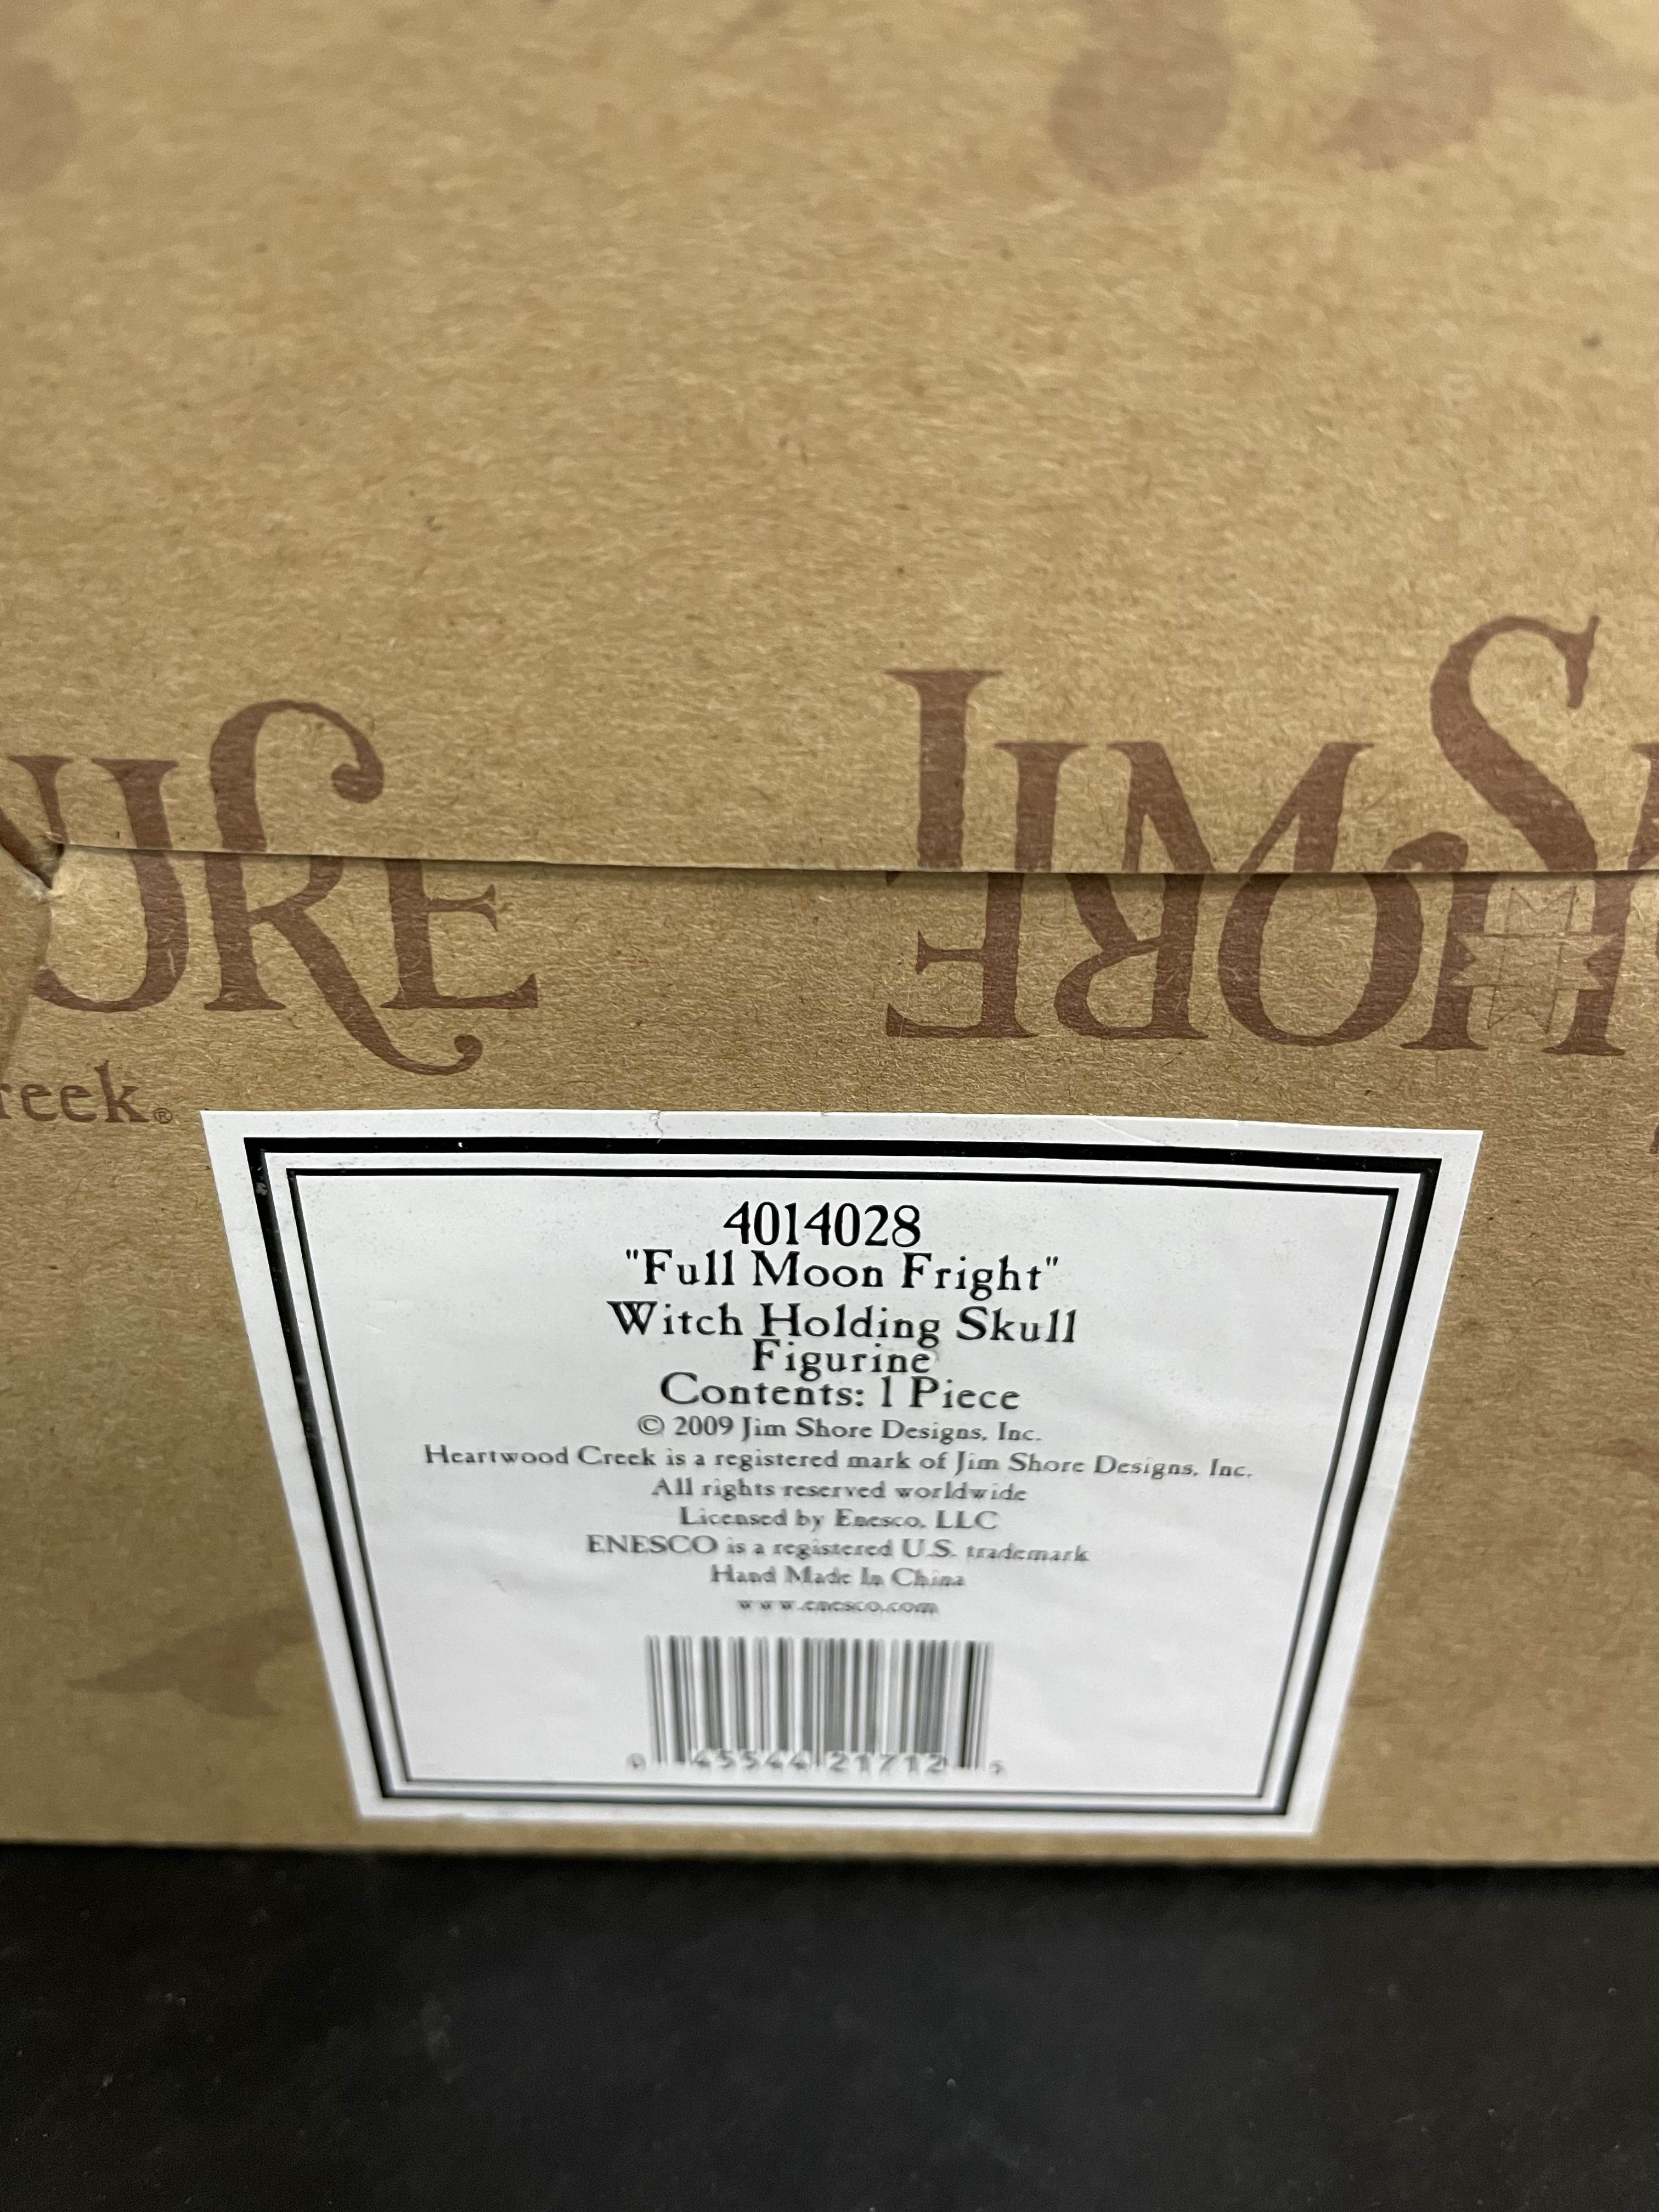 JIM S
ORE
HORE
reek®
4014028
"Full Moon Fright"
Witch Holding Skull
Figurine
Contents: 1 Piece
© 2009 Jim Shore Designs, Inc.
Heartwood Creek is a registered mark of Jim Shore Designs, Inc.
All rights reserved worldwide
Licensed by Enesco, LLC
ENESCO is a registered U.S. trademark
Hand Made In China
www.enesco.com
0 45544 21712 5